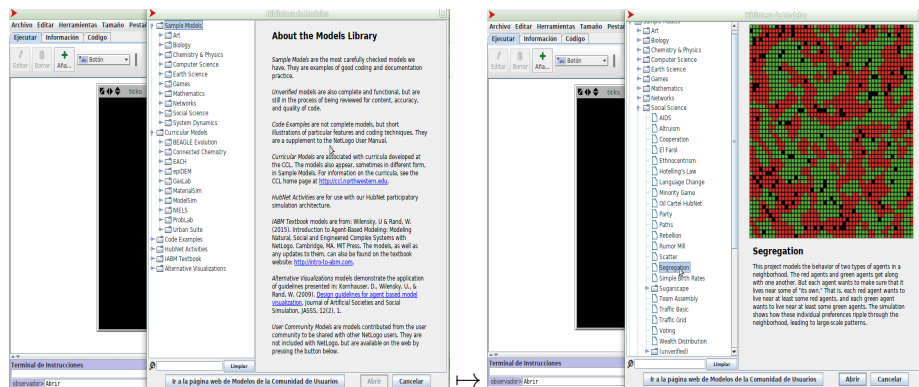 Biblioteca de Modelos
Archivo Editar Herramientas Tamaño Pestañ
Ejecutar Información Código
Editar Borrar Aña... Botón
ticks:
Sample Models
Art
Biology
Chemistry & Physics
Computer Science
Earth Science
Games
Mathematics
Networks
Social Science
System Dynamics
Curricular Models
BEAGLE Evolution
Connected Chemistry
EACH
epiDEM
GasLab
MaterialSim
ModelSim
NIELS
ProbLab
Urban Suite
Code Examples
HubNet Activities
IABM Textbook
Alternative Visualizations
About the Models Library
Sample Models are the most carefully checked models we
have. They are examples of good coding and documentation
practice.
Unverified models are also complete and functional, but are
still in the process of being reviewed for content, accuracy,
and quality of code.
Code Examples are not complete models, but short
illustrations of particular features and coding techniques. They
are a supplement to the NetLogo User Manual.
Curricular Models are associated with curricula developed at
the CCL. The models also appear, sometimes in different form,
in Sample Models. For information on the curricula, see the
CCL home page at http://ccl.northwestern.edu.
HubNet Activities are for use with our HubNet participatory
simulation architecture.
IABM Textbook models are from: Wilensky, U & Rand, W.
(2015). Introduction to Agent-Based Modeling: Modeling
Natural, Social and Engineered Complex Systems with
NetLogo. Cambridge, MA. MIT Press. The models, as well as
any updates to them, can also be found on the textbook
website: http://intro-to-abm.com.
Alternative Visualizations models demonstrate the application
of guidelines presented in: Kornhauser, D., Wilensky, U., &
Rand, W. (2009). Design guidelines for agent based model
visualization. Journal of Artificial Societies and Social
Simulation, JASSS, 12(2), 1.
User Community Models are models contributed from the user
community to be shared with other NetLogo users. They are
not included with NetLogo, but are available on the web by
pressing the button below.
Terminal de Instrucciones
Limpiar
observador> Abrir
Ir a la página web de Modelos de la Comunidad de Usuarios Abrir Cancelar
↦
Biblioteca de Modelos
Archivo Editar Herramientas Tamaño Pestañ
Ejecutar Información Código
Editar Borrar Aña... Botón
ticks:
Sample Models
Art
Biology
Chemistry & Physics
Computer Science
Earth Science
Games
Mathematics
Networks
Social Science
AIDS
Altruism
Cooperation
El Farol
Ethnocentrism
Hotelling's Law
Language Change
Minority Game
Oil Cartel HubNet
Party
Paths
Rebellion
Rumor Mill
Scatter
Segregation
Simple Birth Rates
Sugarscape
Team Assembly
Traffic Basic
Traffic Grid
Voting
Wealth Distribution
(unverified)
Segregation
This project models the behavior of two types of agents in a
neighborhood. The red agents and green agents get along
with one another. But each agent wants to make sure that it
lives near some of "its own." That is, each red agent wants to
live near at least some red agents, and each green agent
wants to live near at least some green agents. The simulation
shows how these individual preferences ripple through the
neighborhood, leading to large-scale patterns.
Terminal de Instrucciones
Limpiar
observador> Abrir
Ir a la página web de Modelos de la Comunidad de Usuarios Abrir Cancelar